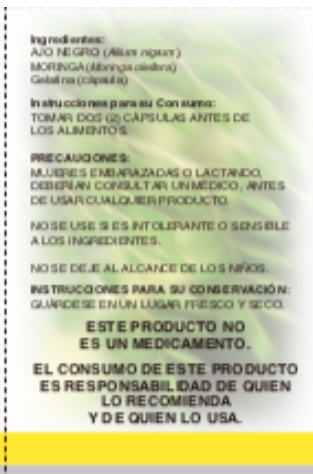 Ingredientes:
AJO NEGRO (Allium nigrum)
MORINGA (Moringa oleifera)
Gelatina (cápsula)
Instrucciones para su Consumo:
TOMAR DOS (2) CÁPSULAS ANTES DE
LOS ALIMENTOS.
PRECAUCIONES:
MUJERES EMBARAZADAS O LACTANDO,
DEBERÍAN CONSULTAR UN MÉDICO, ANTES
DE USAR CUALQUIER PRODUCTO.
NO SE USE SI ES INTOLERANTE O SENSIBLE
A LOS INGREDIENTES.
NO SE DEJE AL ALCANCE DE LOS NIÑOS.
INSTRUCCIONES PARA SU CONSERVACIÓN:
GUÁRDESE EN UN LUGAR FRESCO Y SECO.
ESTE PRODUCTO NO
ES UN MEDICAMENTO.
EL CONSUMO DE ESTE PRODUCTO
ES RESPONSABILIDAD DE QUIEN
LO RECOMIENDA
Y DE QUIEN LO USA.